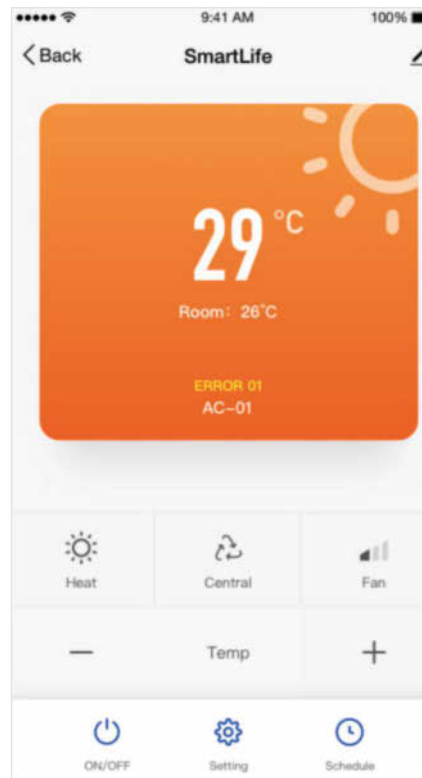 9:41 AM 100%
Back SmartLife
29 °C
Room: 26°C
ERROR 01
AC-01
Heat Central Fan
− Temp +
ON/OFF Setting Schedule